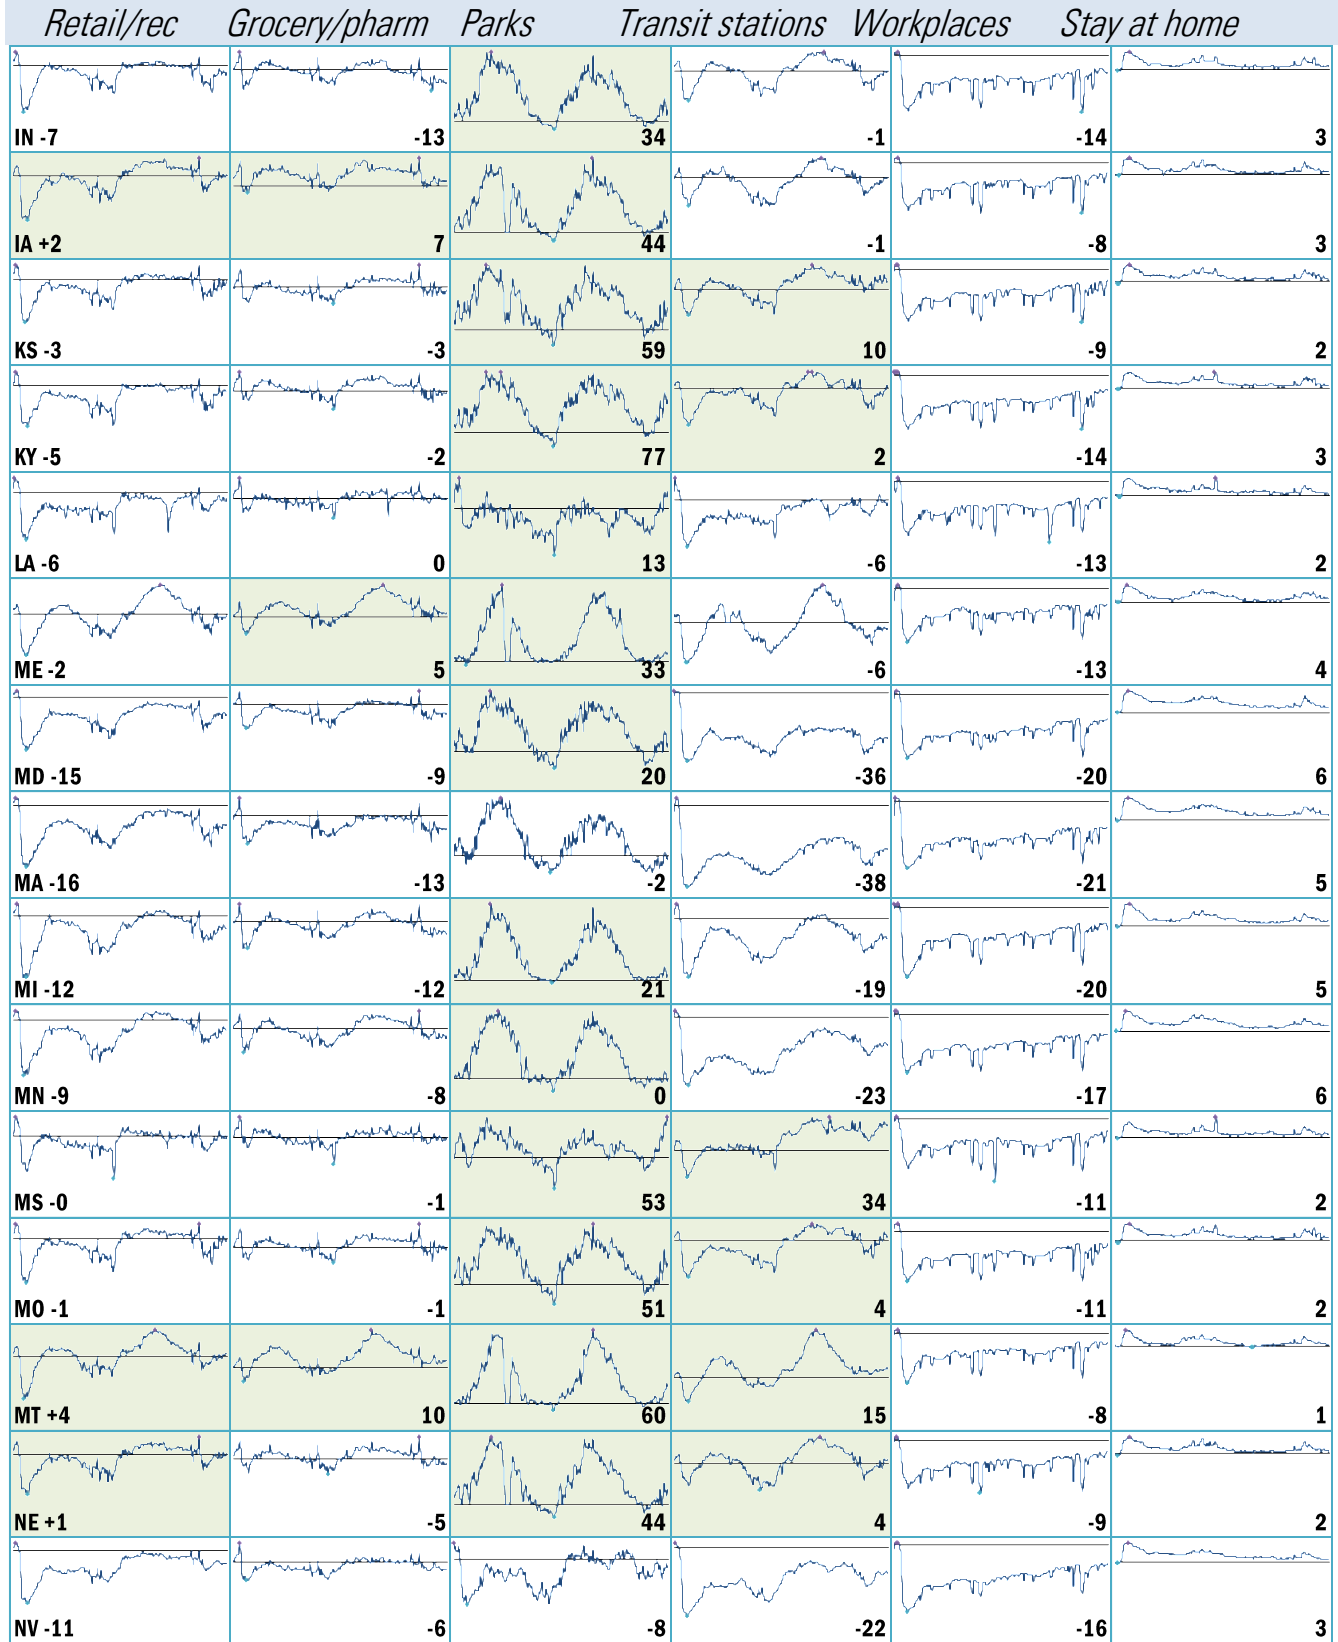 Retail/rec Grocery/pharm Parks Transit stations Workplaces Stay at home
IN -7 -13 34 -1 -14 3
IA +2 7 44 -1 -8 3
KS -3 -3 59 10 -9 2
KY -5 -2 77 2 -14 3
LA -6 0 13 -6 -13 2
ME -2 5 33 -6 -13 4
MD -15 -9 20 -36 -20 6
MA -16 -13 -2 -38 -21 5
MI -12 -12 21 -19 -20 5
MN -9 -8 0 -23 -17 6
MS -0 -1 53 34 -11 2
MO -1 -1 51 4 -11 2
MT +4 10 60 15 -8 1
NE +1 -5 44 4 -9 2
NV -11 -6 -8 -22 -16 3